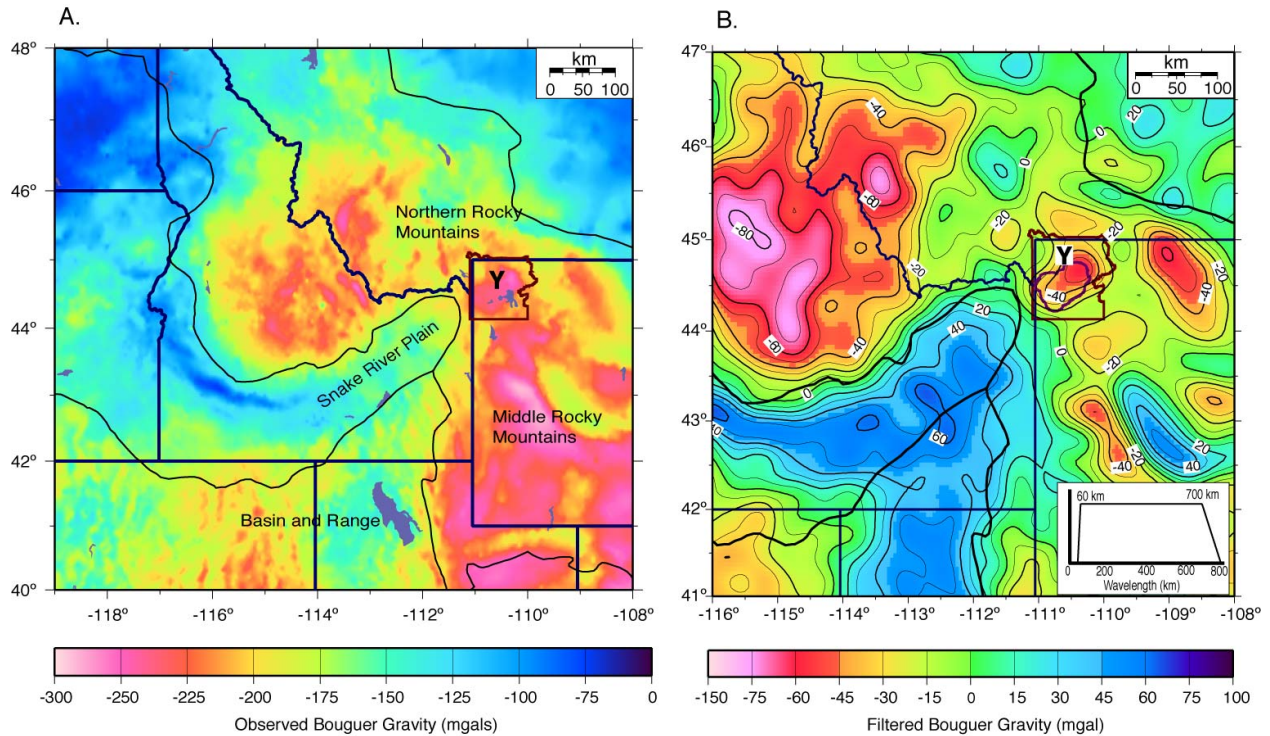 A.
48°
46°
44°
42°
40°
-118°
-116°
-114°
-112°
-110°
-108°
km
0 50 100
Northern Rocky
Mountains
Y
Snake River Plain
Middle Rocky
Mountains
Basin and Range
-300 -250 -225 -200 -175 -150 -125 -100 -75 0
Observed Bouguer Gravity (mgals)
B.
47°
46°
45°
44°
43°
42°
41°
-116°
-115°
-114°
-113°
-112°
-111°
-110°
-109°
-108°
km
0 50 100
-40
20
0
20
0
-60
-80
-20
-20
Y
-20
-40
-20
-40
-20
20
40
-60
-40
0
0
-20
40
60
-20
-40
20
40
60 km 700 km
0 200 400 600 800
Wavelength (km)
-150 -75 -60 -45 -30 -15 0 15 30 45 60 75 100
Filtered Bouguer Gravity (mgal)